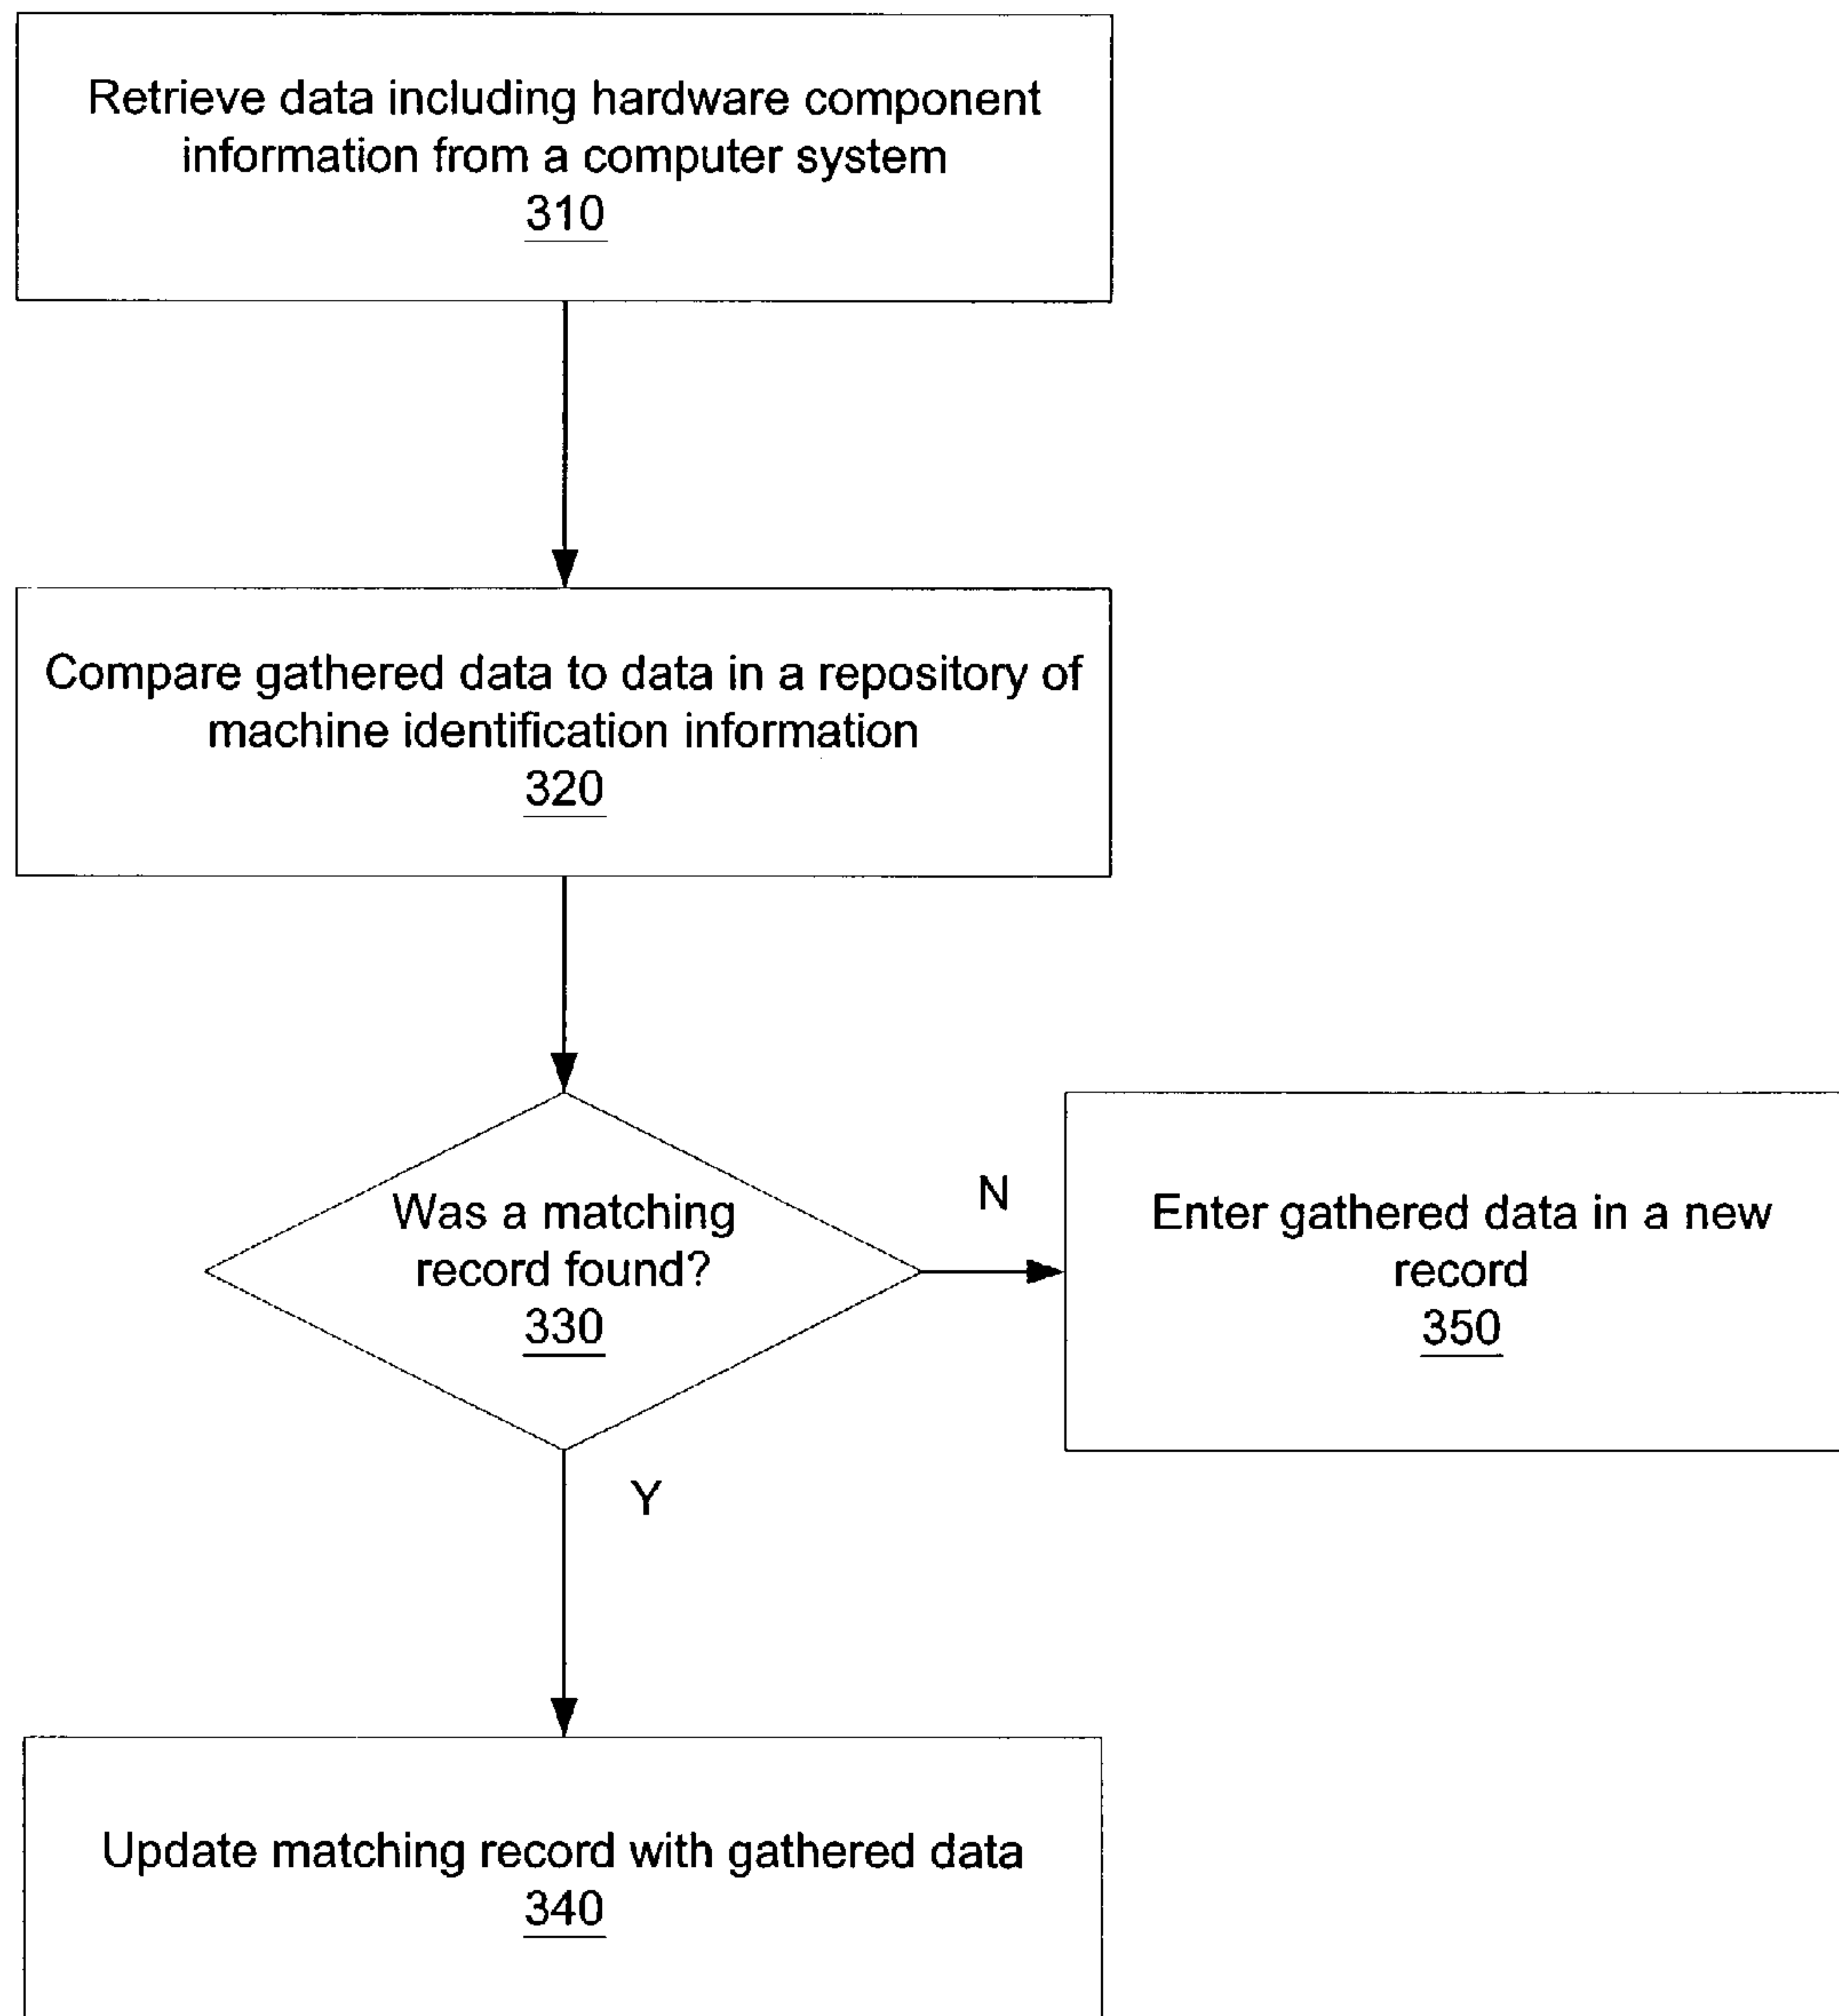 Retrieve data including hardware component
information from a computer system
310
Compare gathered data to data in a repository of
machine identification information
320
Was a matching
record found?
330
N
Enter gathered data in a new
record
350
Y
Update matching record with gathered data
340